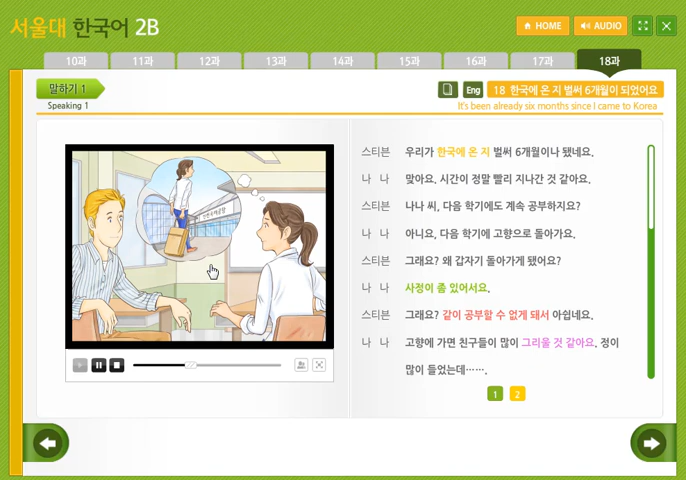 서울대 한국어 2B
HOME
AUDIO
10과 11과 12과 13과 14과 15과 16과 17과 18과
말하기 1
Speaking 1
Eng
18 한국에 온 지 벌써 6개월이 되었어요
It's been already six months since I came to Korea
스티븐 우리가 한국에 온 지 벌써 6개월이나 됐네요.
나 나 맞아요. 시간이 정말 빨리 지나간 것 같아요.
스티븐 나나 씨, 다음 학기에도 계속 공부하지요?
나 나 아니요, 다음 학기에 고향으로 돌아가요.
스티븐 그래요? 왜 갑자기 돌아가게 됐어요?
나 나 사정이 좀 있어서요.
스티븐 그래요? 같이 공부할 수 없게 돼서 아쉽네요.
나 나 고향에 가면 친구들이 많이 그리울 것 같아요. 정이
많이 들었는데…….
1 2